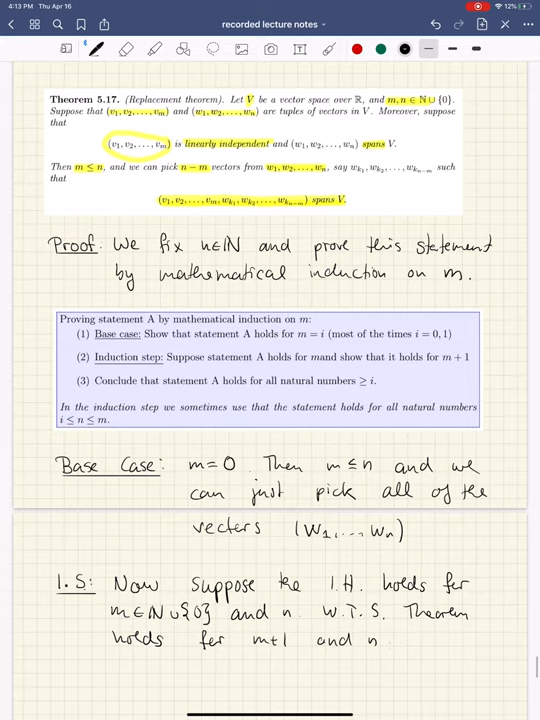 4:13 PM Thu Apr 16
recorded lecture notes
Theorem 5.17. (Replacement theorem). Let V be a vector space over ℝ, and m, n ∈ ℕ ∪ {0}.
Suppose that (v₁, v₂, . . . , vₘ) and (w₁, w₂, . . . , wₙ) are tuples of vectors in V. Moreover, suppose
that
(v₁, v₂, . . . , vₘ) is linearly independent and (w₁, w₂, . . . , wₙ) spans V.
Then m ≤ n, and we can pick n − m vectors from w₁, w₂, . . . , wₙ, say wₖ₁, wₖ₂, . . . , wₖₙ₋ₘ such
that
(v₁, v₂, . . . , vₘ, wₖ₁, wₖ₂, . . . , wₖₙ₋ₘ) spans V.
Proof: We fix n∈ℕ and prove this statement
by mathematical induction on m.
Proving statement A by mathematical induction on m:
(1) Base case: Show that statement A holds for m = i (most of the times i = 0, 1)
(2) Induction step: Suppose statement A holds for mand show that it holds for m + 1
(3) Conclude that statement A holds for all natural numbers ≥ i.
In the induction step we sometimes use that the statement holds for all natural numbers
i ≤ n ≤ m.
Base Case: m=0. Then m ≤ n and we
can just pick all of the
vectors (w₁,..., wₙ)
I.S: Now suppose the I.H. holds for
m∈ℕ∪{0} and n. W.T.S. Theorem
holds for m+1 and n